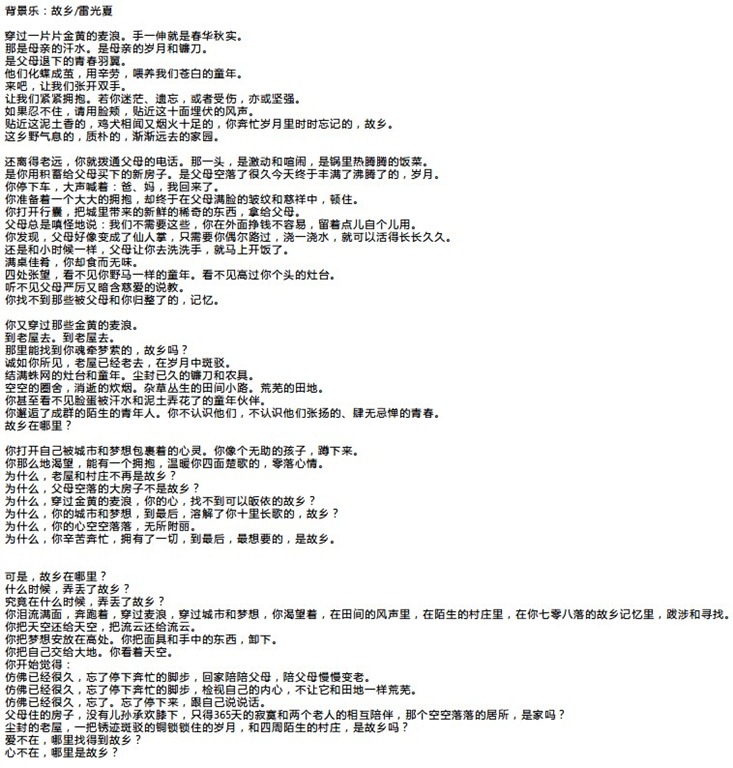 背景乐：故乡/雷光夏
穿过一片片金黄的麦浪。手一伸就是春华秋实。
那是母亲的汗水。是母亲的岁月和镰刀。
是父母退下的青春羽翼。
他们化蝶成茧，用辛劳，喂养我们苍白的童年。
来吧，让我们张开双手。
让我们紧紧拥抱。若你迷茫、遗忘，或者受伤，亦或坚强。
如果忍不住，请用脸颊，贴近这十面埋伏的风声。
贴近这泥土香的，鸡犬相闻又烟火十足的，你奔忙岁月里时时忘记的，故乡。
这乡野气息的，质朴的，渐渐远去的家园。
还离得老远，你就拨通父母的电话。那一头，是激动和喧闹，是锅里热腾腾的饭菜。
是你用积蓄给父母买下的新房子。是父母空落了很久今天终于丰满了沸腾了的，岁月。
你停下车，大声喊着：爸、妈，我回来了。
你准备着一个大大的拥抱，却终于在父母满脸的皱纹和慈祥中，顿住。
你打开行囊，把城里带来的新鲜的稀奇的东西，拿给父母。
父母总是嗔怪地说：我们不需要这些，你在外面挣钱不容易，留着点儿自个儿用。
你发现，父母好像变成了仙人掌，只需要你偶尔路过，浇一浇水，就可以活得长长久久。
还是和小时候一样，父母让你去洗洗手，就马上开饭了。
满桌佳肴，你却食而无味。
四处张望，看不见你野马一样的童年。看不见高过你个头的灶台。
听不见父母严厉又暗含慈爱的说教。
你找不到那些被父母和你归整了的，记忆。
你又穿过那些金黄的麦浪。
到老屋去。到老屋去。
那里能找到你魂牵梦萦的，故乡吗？
诚如你所见，老屋已经老去，在岁月中斑驳。
结满蛛网的灶台和童年。尘封已久的镰刀和农具。
空空的圈舍，消逝的炊烟。杂草丛生的田间小路。荒芜的田地。
你甚至看不见脸蛋被汗水和泥土弄花了的童年伙伴。
你邂逅了成群的陌生的青年人。你不认识他们，不认识他们张扬的、肆无忌惮的青春。
故乡在哪里？
你打开自己被城市和梦想包裹着的心灵。你像个无助的孩子，蹲下来。
你那么地渴望，能有一个拥抱，温暖你四面楚歌的，零落心情。
为什么，老屋和村庄不再是故乡？
为什么，父母空落的大房子不是故乡？
为什么，穿过金黄的麦浪，你的心，找不到可以皈依的故乡？
为什么，你的城市和梦想，到最后，溶解了你十里长歌的，故乡？
为什么，你的心空空落落，无所附丽。
为什么，你辛苦奔忙，拥有了一切，到最后，最想要的，是故乡。
可是，故乡在哪里？
什么时候，弄丢了故乡？
究竟在什么时候，弄丢了故乡？
你泪流满面，奔跑着，穿过麦浪，穿过城市和梦想，你渴望着，在田间的风声里，在陌生的村庄里，在你七零八落的故乡记忆里，跋涉和寻找。
你把天空还给天空，把流云还给流云。
你把梦想安放在高处。你把面具和手中的东西，卸下。
你把自己交给大地。你看着天空。
你开始觉得：
仿佛已经很久，忘了停下奔忙的脚步，回家陪陪父母，陪父母慢慢变老。
仿佛已经很久，忘了停下奔忙的脚步，检视自己的内心，不让它和田地一样荒芜。
仿佛已经很久，忘了。忘了停下来，跟自己说说话。
父母住的房子，没有儿孙承欢膝下，只得365天的寂寞和两个老人的相互陪伴，那个空空落落的居所，是家吗？
尘封的老屋，一把锈迹斑驳的铜锁锁住的岁月，和四周陌生的村庄，是故乡吗？
爱不在，哪里找得到故乡？
心不在，哪里是故乡？